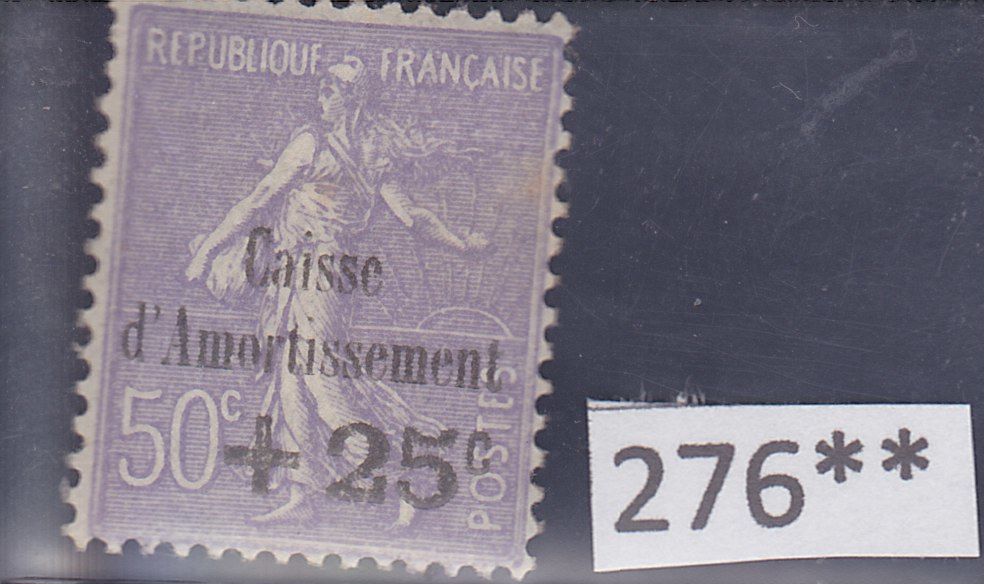 REPUBLIQUE FRANÇAISE
Caisse
d'Amortissement
50c
+ 25c
POSTES
276**